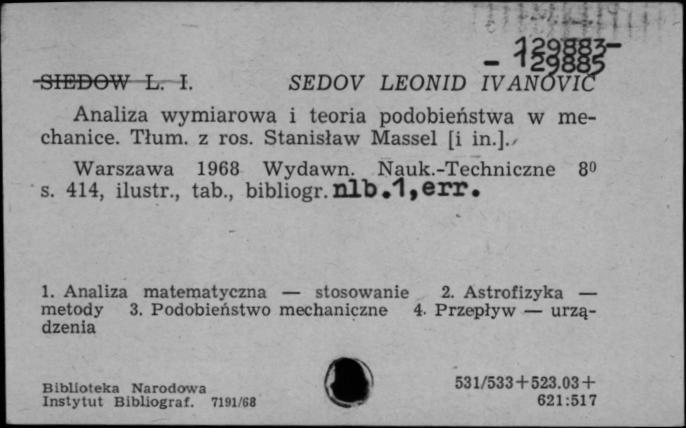 129883-
- 129885
SIEDOW L. I. SEDOV LEONID IVANOVIČ
Analiza wymiarowa i teoria podobieństwa w me-
chanice. Tłum. z ros. Stanisław Massel [i in.].
Warszawa 1968 Wydawn. Nauk.-Techniczne 8⁰
s. 414, ilustr., tab., bibliogr. nlb.1,err.
1. Analiza matematyczna — stosowanie 2. Astrofizyka —
metody 3. Podobieństwo mechaniczne 4. Przepływ — urzą-
dzenia
Biblioteka Narodowa
Instytut Bibliograf. 7191/68
531/533+523.03+
621:517